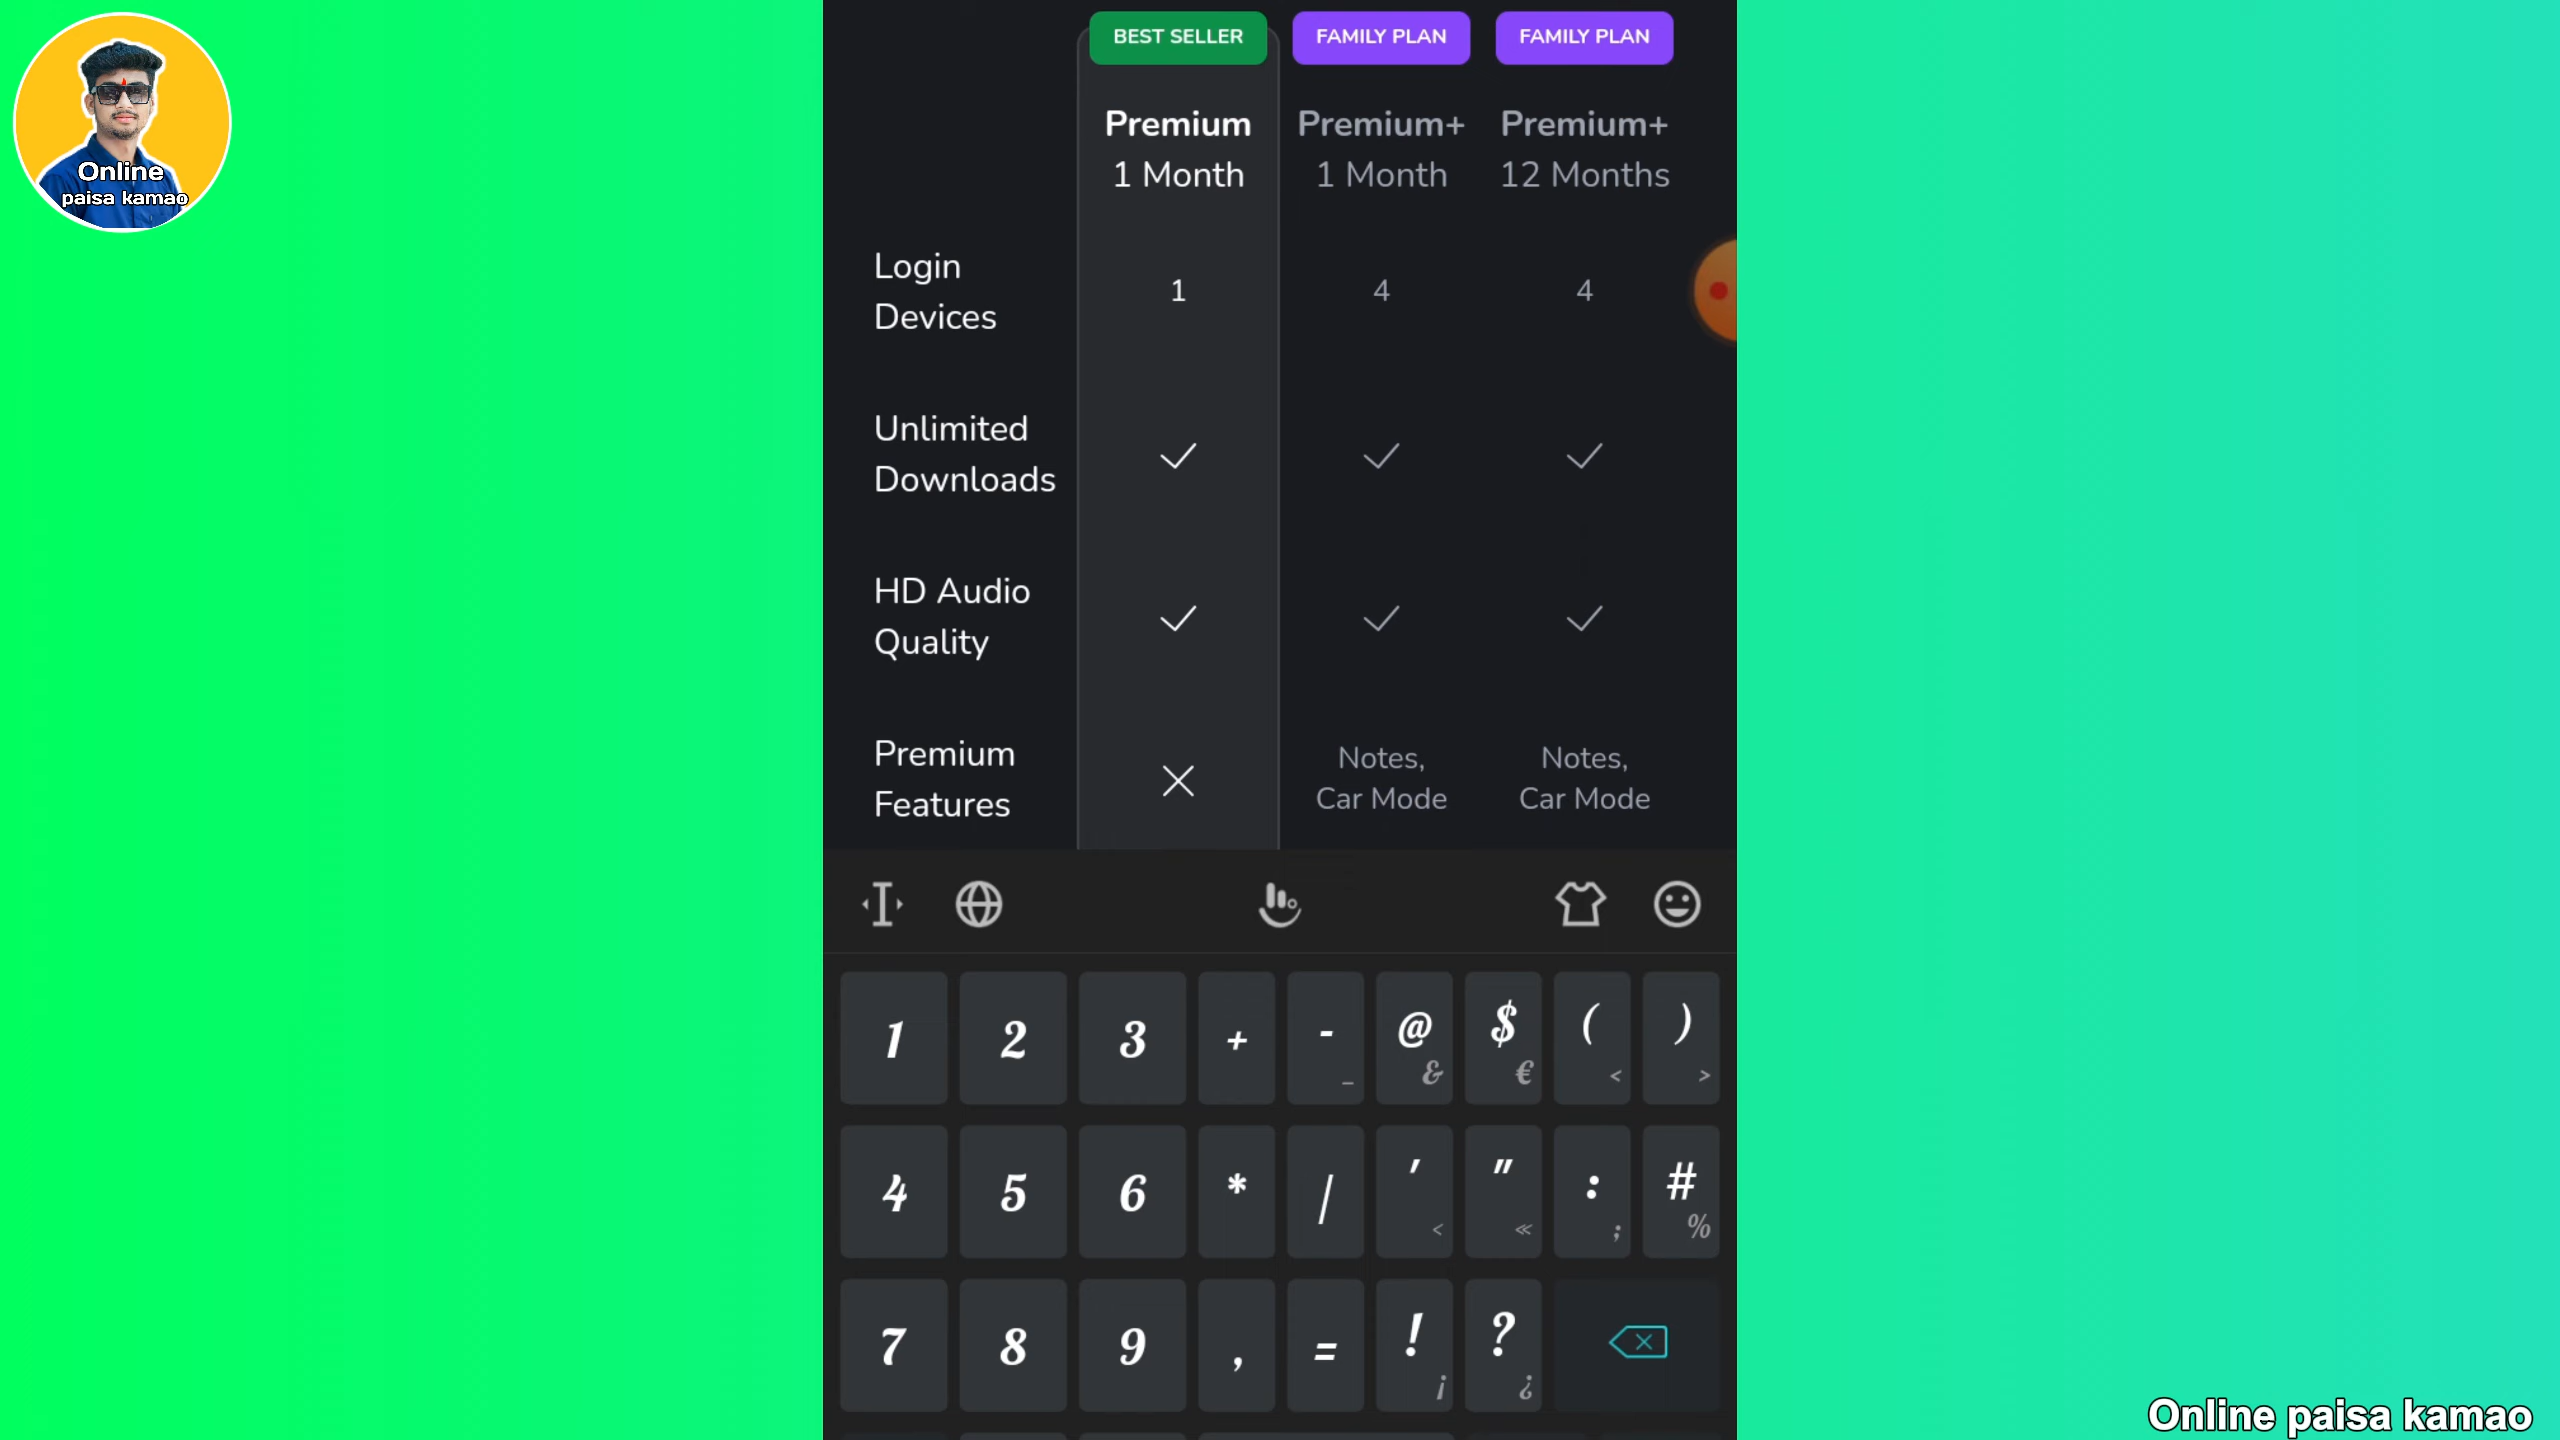 BEST SELLER
FAMILY PLAN
FAMILY PLAN
Premium
1 Month
Premium+
1 Month
Premium+
12 Months
Login
Devices
1
4
4
Unlimited
Downloads
HD Audio
Quality
Premium
Features
Notes,
Car Mode
Notes,
Car Mode
1 2 3 + - _ @ & $ € ( < ) >
4 5 6 * / ' < " « : ; # %
7 8 9 , = ! ¡ ? ¿
Online
paisa kamao
Online paisa kamao